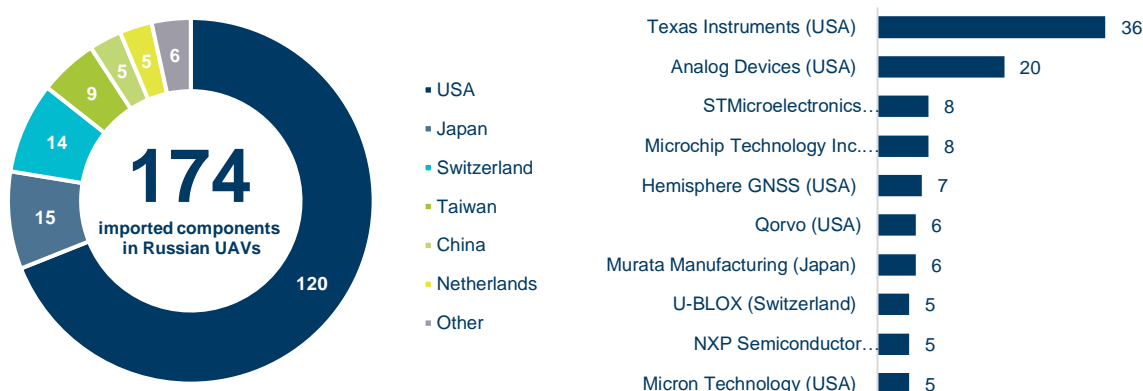 174
imported components
in Russian UAVs
120
15
14
9
5
5
6
USA
Japan
Switzerland
Taiwan
China
Netherlands
Other
Texas Instruments (USA) 36
Analog Devices (USA) 20
STMicroelectronics... 8
Microchip Technology Inc.... 8
Hemisphere GNSS (USA) 7
Qorvo (USA) 6
Murata Manufacturing (Japan) 6
U-BLOX (Switzerland) 5
NXP Semiconductor... 5
Micron Technology (USA) 5